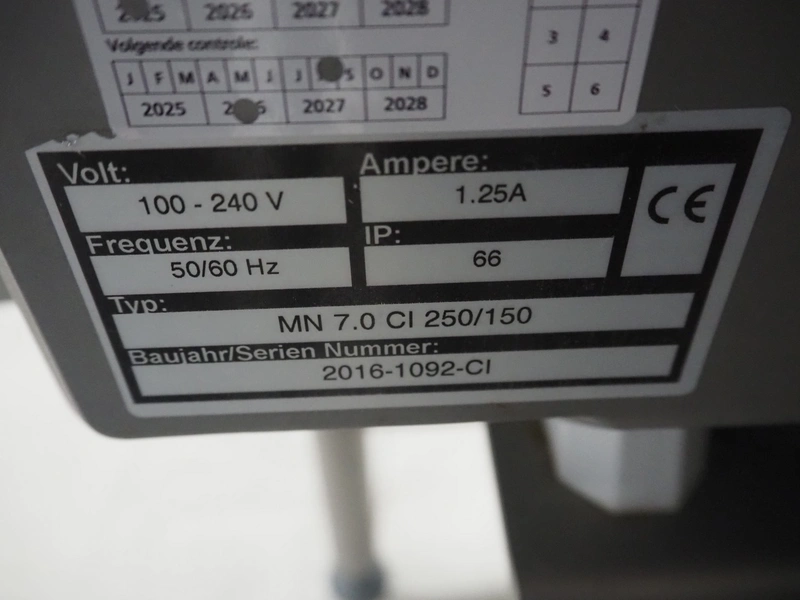 2025 2026 2027 2028
Volgende controle:
J F M A M J J S O N D
2025 2026 2027 2028
3 4
5 6
Volt: Ampere:
100 - 240 V 1.25A
CE
Frequenz: IP:
50/60 Hz 66
Typ:
MN 7.0 CI 250/150
Baujahr/Serien Nummer:
2016-1092-CI